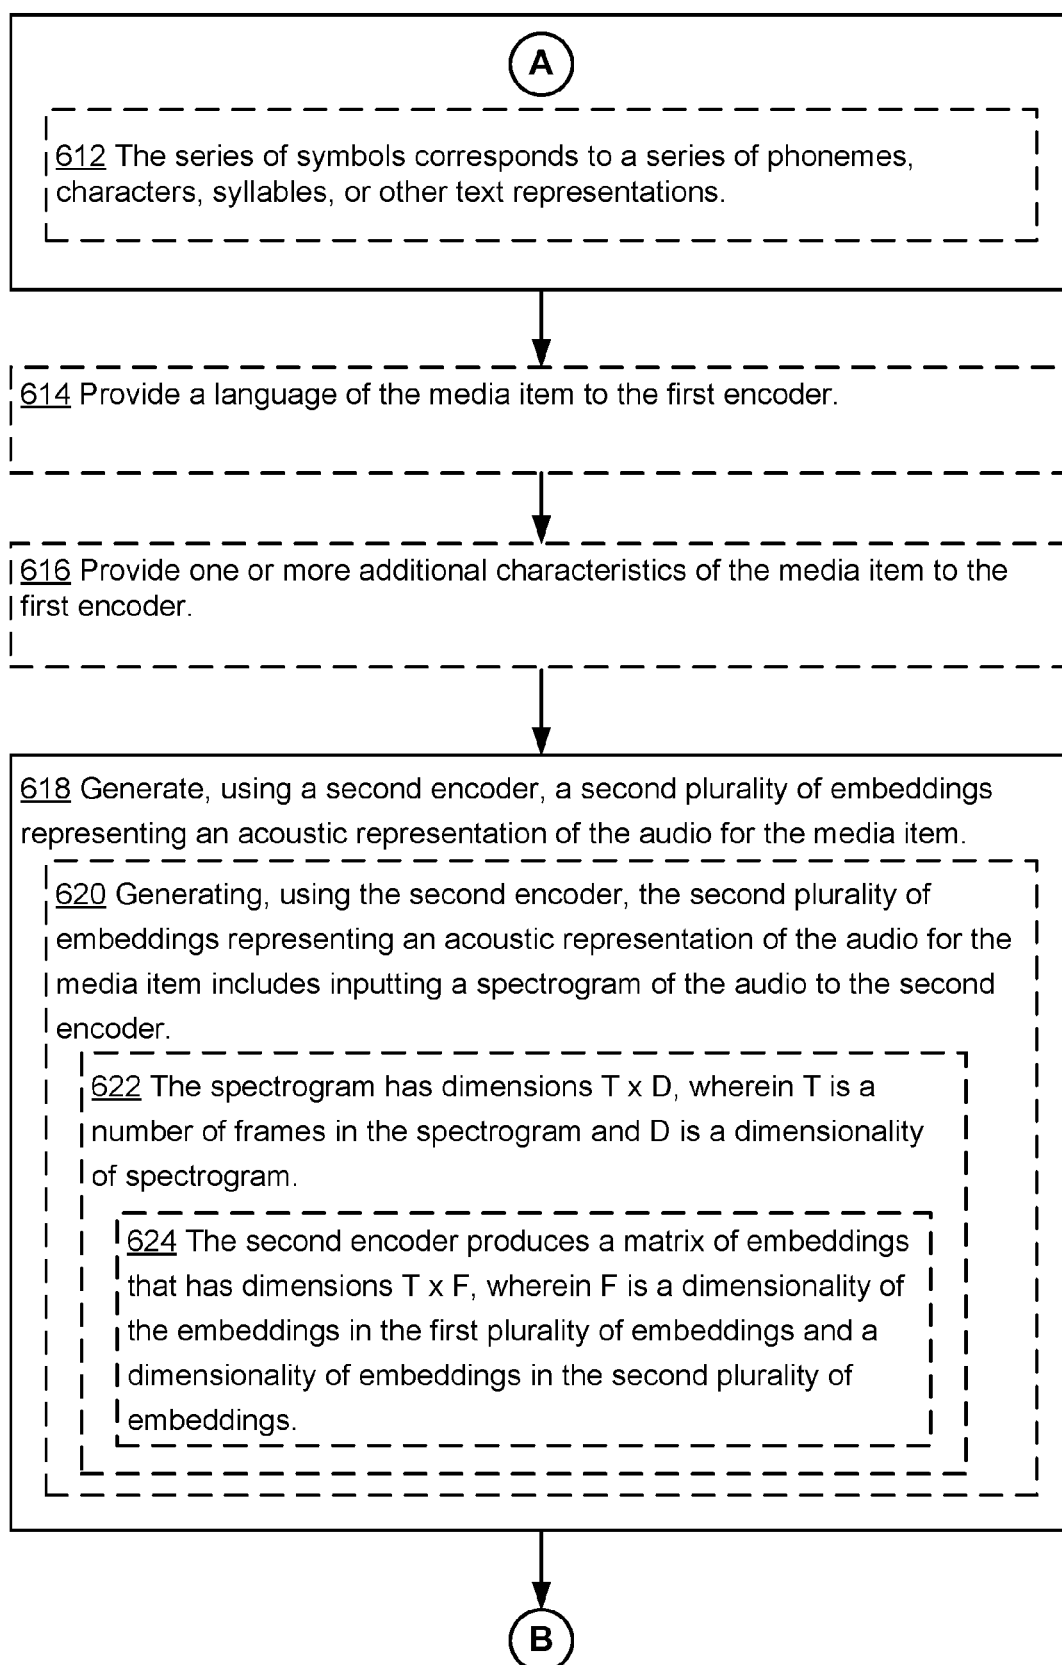 A
612 The series of symbols corresponds to a series of phonemes,
characters, syllables, or other text representations.
614 Provide a language of the media item to the first encoder.
616 Provide one or more additional characteristics of the media item to the
first encoder.
618 Generate, using a second encoder, a second plurality of embeddings
representing an acoustic representation of the audio for the media item.
620 Generating, using the second encoder, the second plurality of
embeddings representing an acoustic representation of the audio for the
media item includes inputting a spectrogram of the audio to the second
encoder.
622 The spectrogram has dimensions T x D, wherein T is a
number of frames in the spectrogram and D is a dimensionality
of spectrogram.
624 The second encoder produces a matrix of embeddings
that has dimensions T x F, wherein F is a dimensionality of
the embeddings in the first plurality of embeddings and a
dimensionality of embeddings in the second plurality of
embeddings.
B